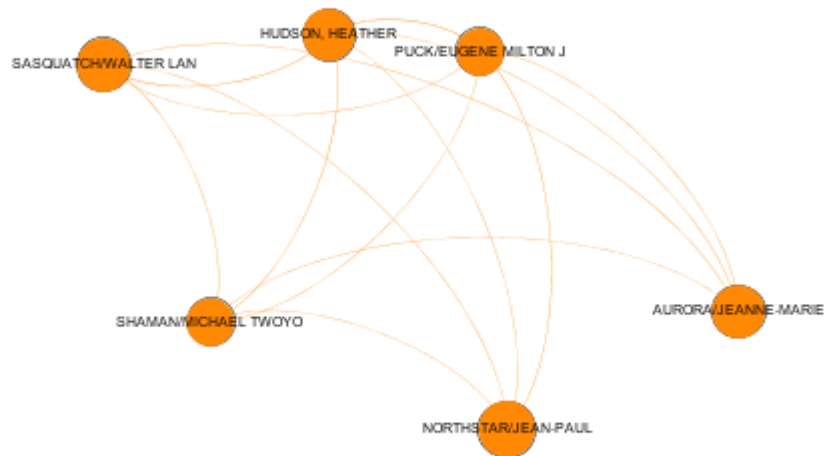 HUDSON, HEATHER
PUCK/EUGENE MILTON J
SASQUATCH/WALTER LAN
AURORA/JEANNE-MARIE
SHAMAN/MICHAEL TWOYO
NORTHSTAR/JEAN-PAUL